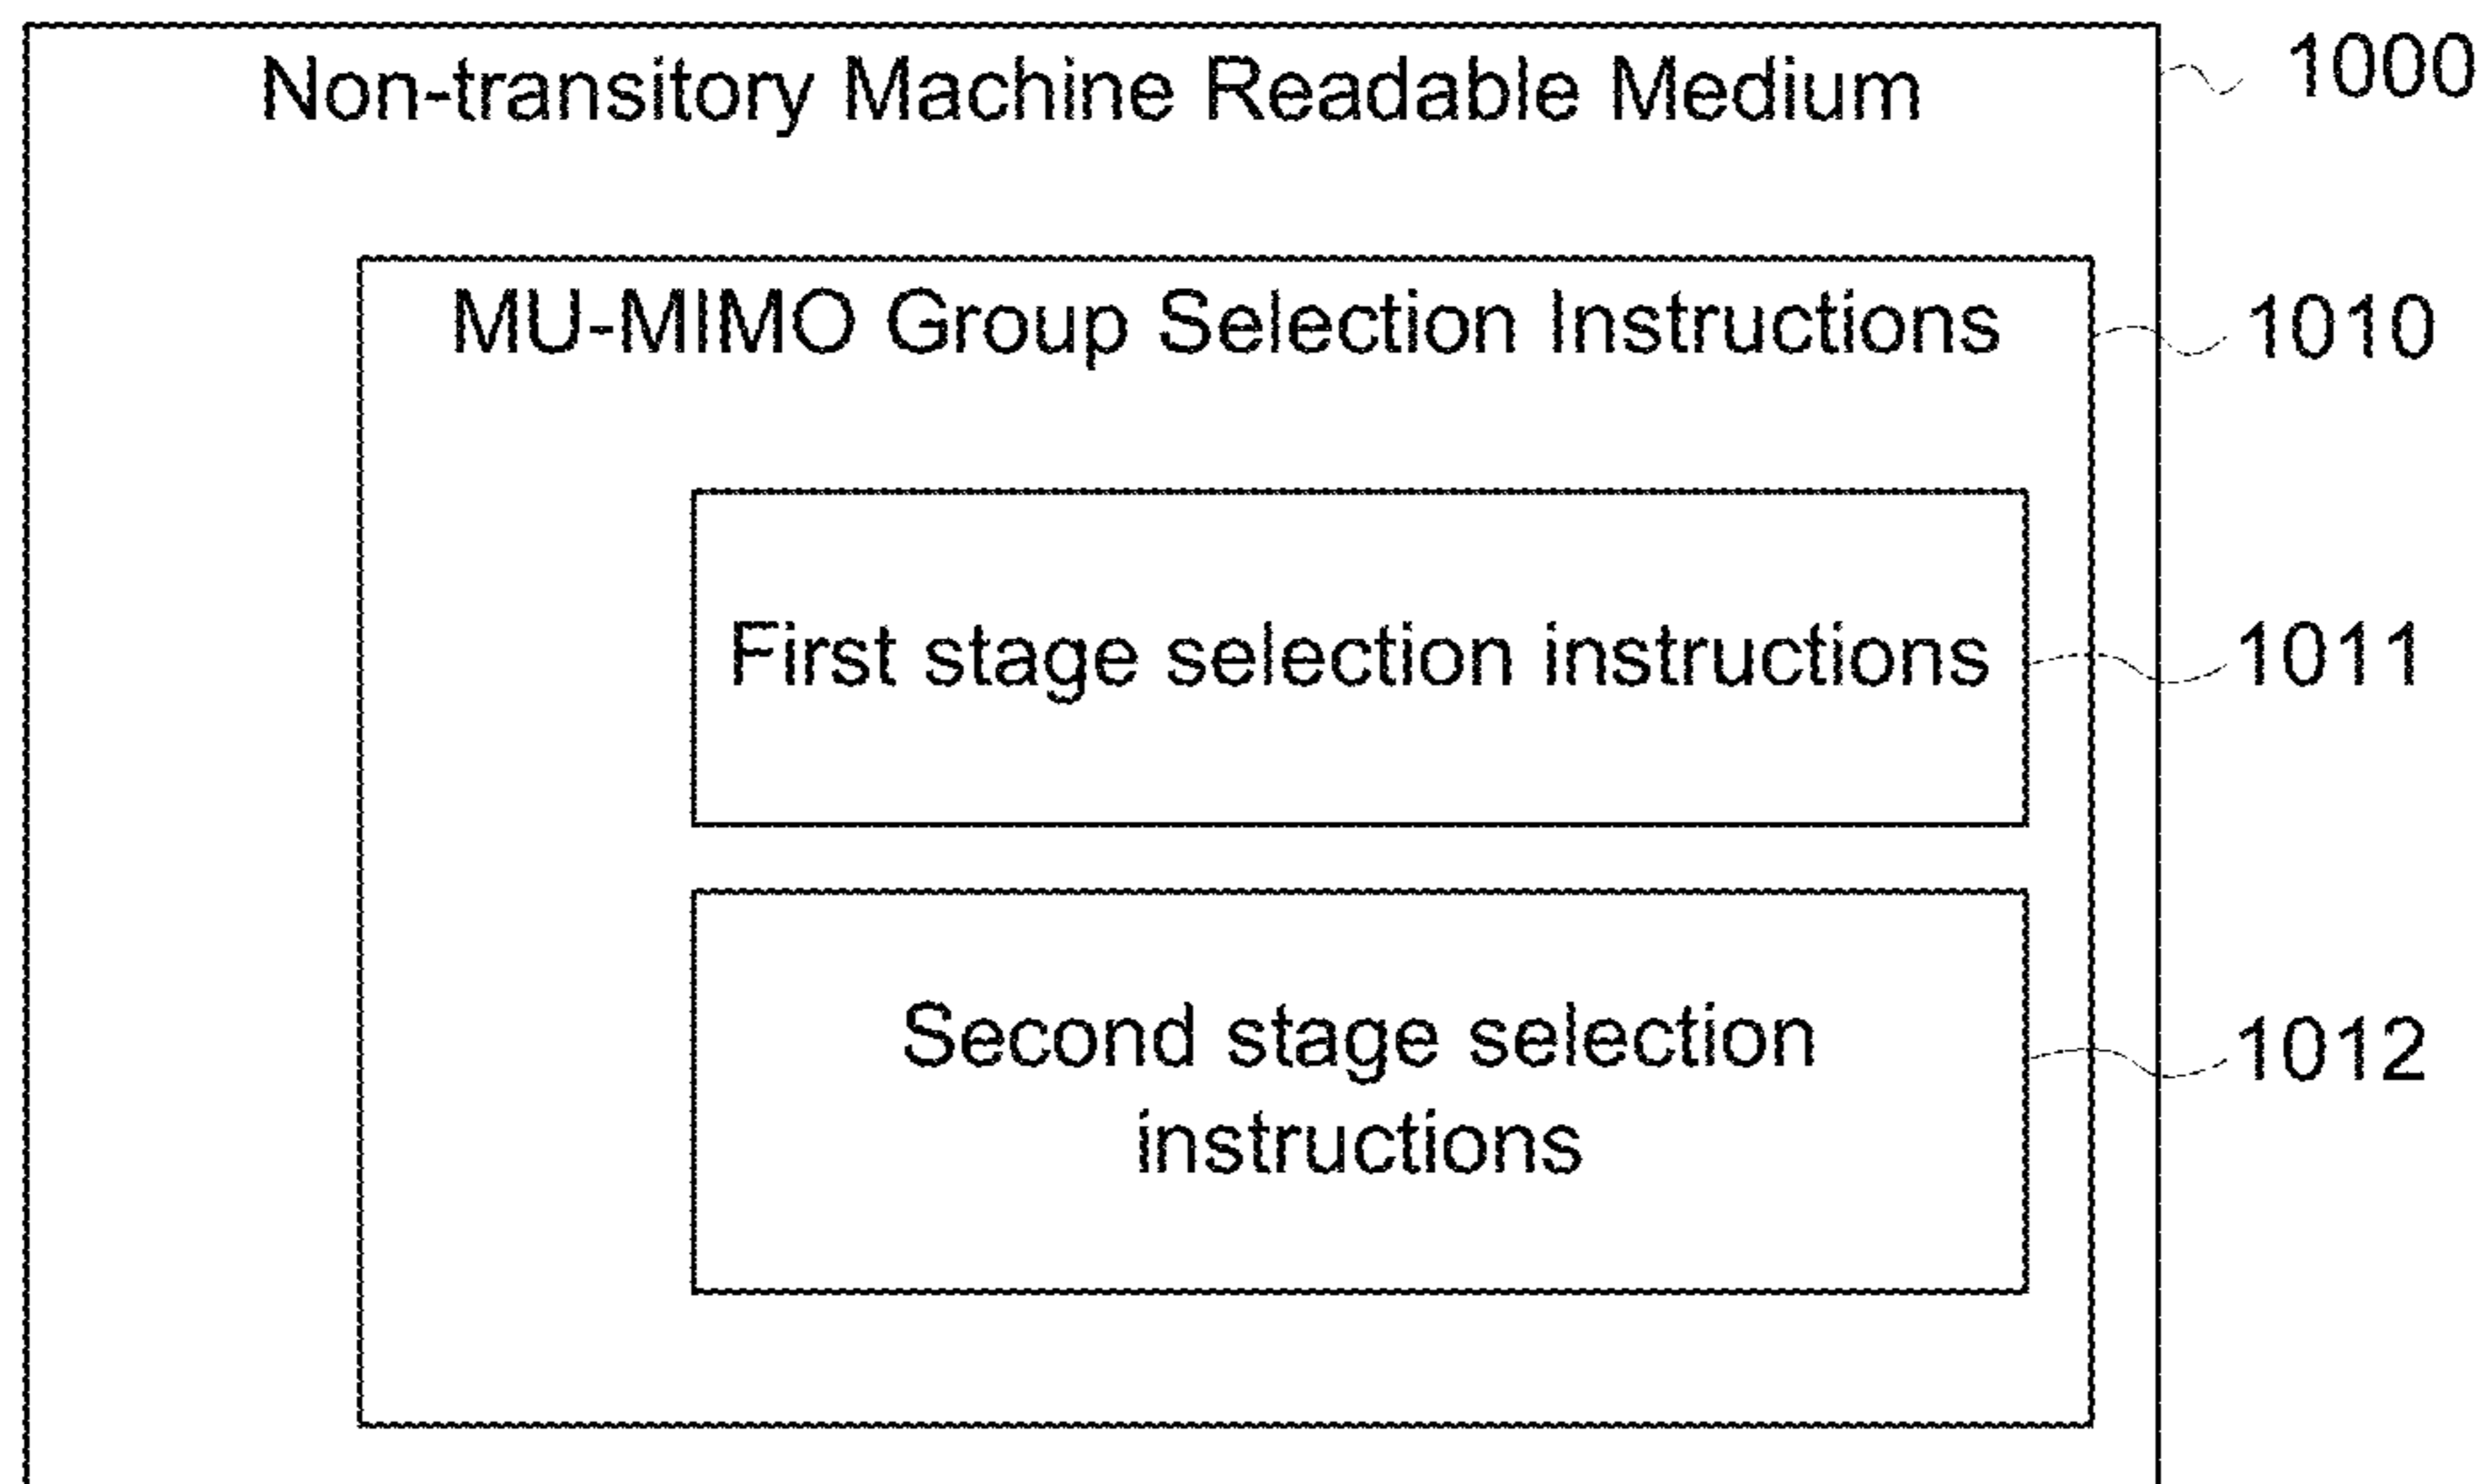 Non-transitory Machine Readable Medium
1000
MU-MIMO Group Selection Instructions
1010
First stage selection instructions
1011
Second stage selection
instructions
1012